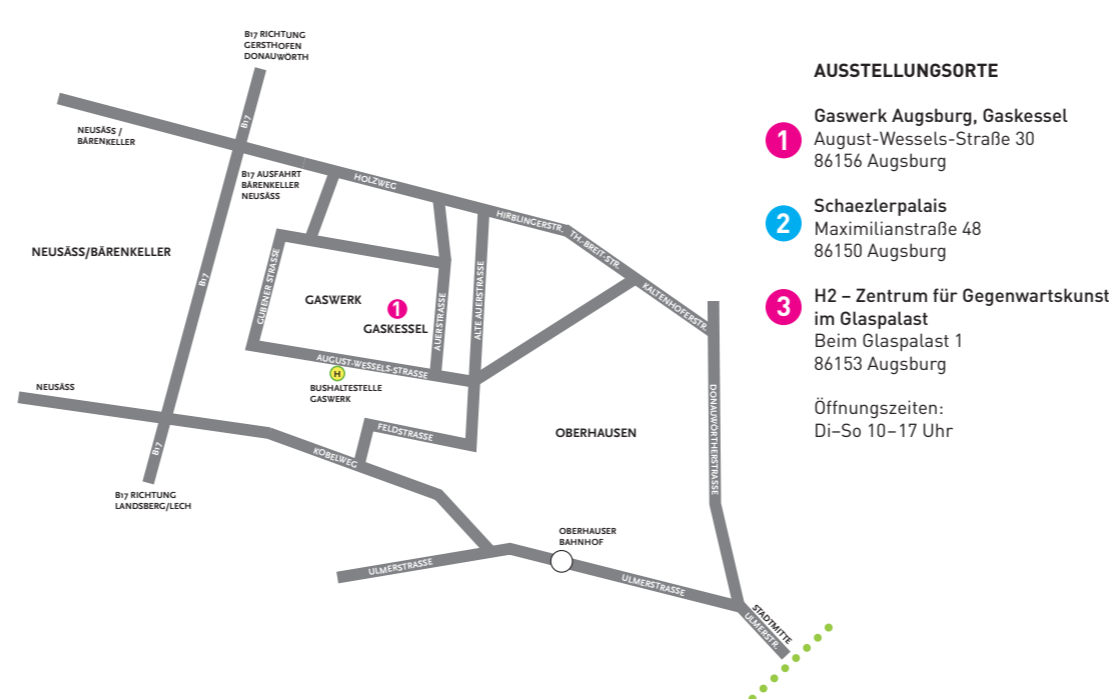 B17 RICHTUNG
GERSTHOFEN
DONAUWÖRTH
B17
NEUSÄSS /
BÄRENKELLER
B17 AUSFAHRT
BÄRENKELLER
NEUSÄSS
HOLZWEG
HIRBLINGERSTR.
TH.-BREIT-STR.
KALTENHOFERSTR.
NEUSÄSS/BÄRENKELLER
B17
GUBENER STRASSE
GASWERK
1
GASKESSEL
AUERSTRASSE
ALTE AUERSTRASSE
AUGUST-WESSELS-STRASSE
H
BUSHALTESTELLE
GASWERK
NEUSÄSS
FELDSTRASSE
OBERHAUSEN
DONAUWÖRTHERSTRASSE
B17
KOBELWEG
B17 RICHTUNG
LANDSBERG/LECH
OBERHAUSER
BAHNHOF
ULMERSTRASSE
ULMERSTRASSE
STADTMITTE
ULMERSTR.
AUSSTELLUNGSORTE
1
Gaswerk Augsburg, Gaskessel
August-Wessels-Straße 30
86156 Augsburg
2
Schaezlerpalais
Maximilianstraße 48
86150 Augsburg
3
H2 – Zentrum für Gegenwartskunst
im Glaspalast
Beim Glaspalast 1
86153 Augsburg
Öffnungszeiten:
Di–So 10–17 Uhr